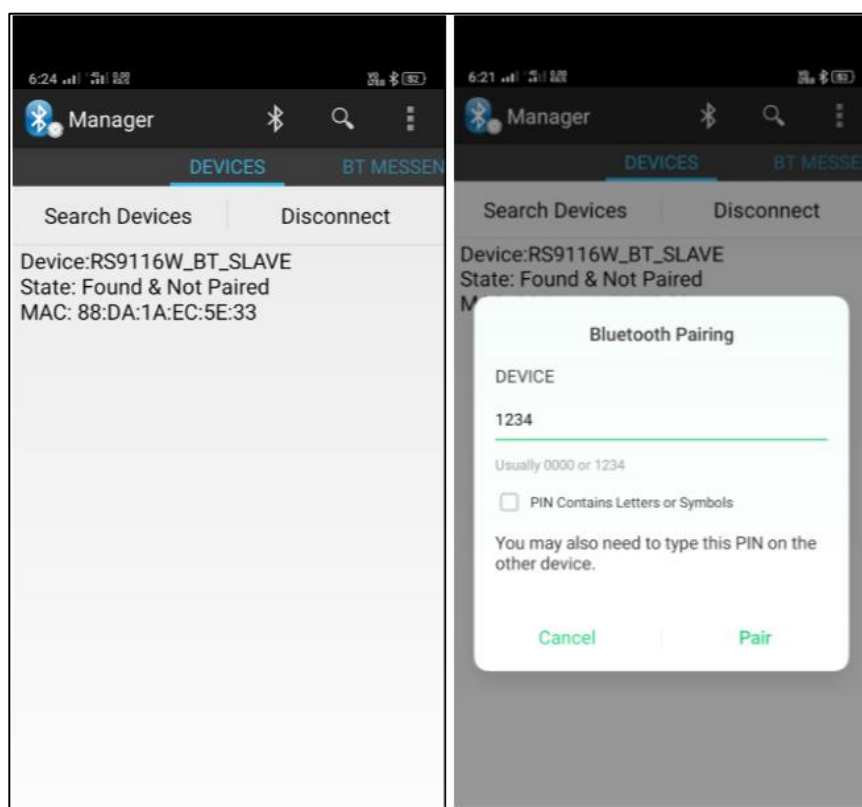 6:24
52
Manager
DEVICES
BT MESSEN
Search Devices
Disconnect
Device:RS9116W_BT_SLAVE
State: Found & Not Paired
MAC: 88:DA:1A:EC:5E:33
6:21
53
Manager
DEVICES
BT MESSE
Search Devices
Disconnect
Device:RS9116W_BT_SLAVE
State: Found & Not Paired
Bluetooth Pairing
DEVICE
1234
Usually 0000 or 1234
PIN Contains Letters or Symbols
You may also need to type this PIN on the
other device.
Cancel
Pair